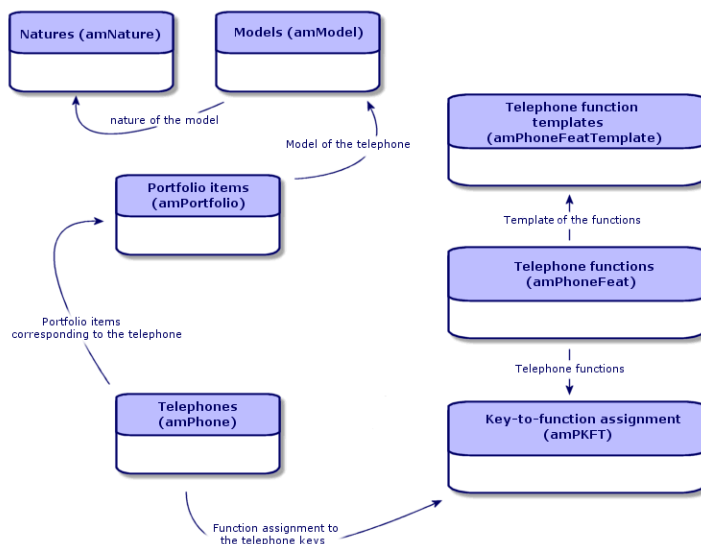 Natures (amNature)
Models (amModel)
nature of the model
Model of the telephone
Telephone function
templates
(amPhoneFeatTemplate)
Portfolio items
(amPortfolio)
Template of the functions
Telephone functions
(amPhoneFeat)
Portfolio items
corresponding to the telephone
Telephone functions
Telephones
(amPhone)
Key-to-function assignment
(amPKFT)
Function assignment to
the telephone keys